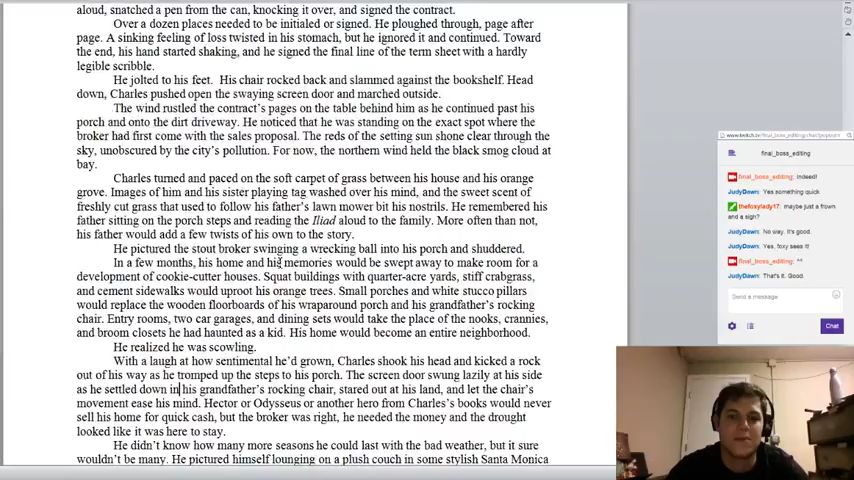 aloud, snatched a pen from the can, knocking it over, and signed the contract.
Over a dozen places needed to be initialed or signed. He ploughed through, page after
page. A sinking feeling of loss twisted in his stomach, but he ignored it and continued. Toward
the end, his hand started shaking, and he signed the final line of the term sheet with a hardly
legible scribble.
He jolted to his feet.  His chair rocked back and slammed against the bookshelf. Head
down, Charles pushed open the swaying screen door and marched outside.
The wind rustled the contract's pages on the table behind him as he continued past his
porch and onto the dirt driveway. He noticed that he was standing on the exact spot where the
broker had first come with the sales proposal. The reds of the setting sun shone clear through the
sky, unobscured by the city's pollution. For now, the northern wind held the black smog cloud at
bay.
Charles turned and paced on the soft carpet of grass between his house and his orange
grove. Images of him and his sister playing tag washed over his mind, and the sweet scent of
freshly cut grass that used to follow his father's lawn mower bit his nostrils. He remembered his
father sitting on the porch steps and reading the Iliad aloud to the family. More often than not,
his father would add a few twists of his own to the story.
He pictured the stout broker swinging a wrecking ball into his porch and shuddered.
In a few months, his home and his memories would be swept away to make room for a
development of cookie-cutter houses. Squat buildings with quarter-acre yards, stiff crabgrass,
and cement sidewalks would uproot his orange trees. Small porches and white stucco pillars
would replace the wooden floorboards of his wraparound porch and his grandfather's rocking
chair. Entry rooms, two car garages, and dining sets would take the place of the nooks, crannies,
and broom closets he had haunted as a kid. His home would become an entire neighborhood.
He realized he was scowling.
With a laugh at how sentimental he'd grown, Charles shook his head and kicked a rock
out of his way as he tromped up the steps to his porch. The screen door swung lazily at his side
as he settled down in his grandfather's rocking chair, stared out at his land, and let the chair's
movement ease his mind. Hector or Odysseus or another hero from Charles's books would never
sell his home for quick cash, but the broker was right, he needed the money and the drought
looked like it was here to stay.
He didn't know how many more seasons he could last with the bad weather, but it sure
wouldn't be many. He pictured himself lounging on a plush couch in some stylish Santa Monica
final_boss_editing
final_boss_editing: Indeed!
JudyDawn: Yes something quick
thefoxylady17: maybe just a frown
and a sigh?
JudyDawn: No way. It's good.
JudyDawn: Yes, foxy sees it!
final_boss_editing: ^^
JudyDawn: That's it. Good.
Send a message
Chat